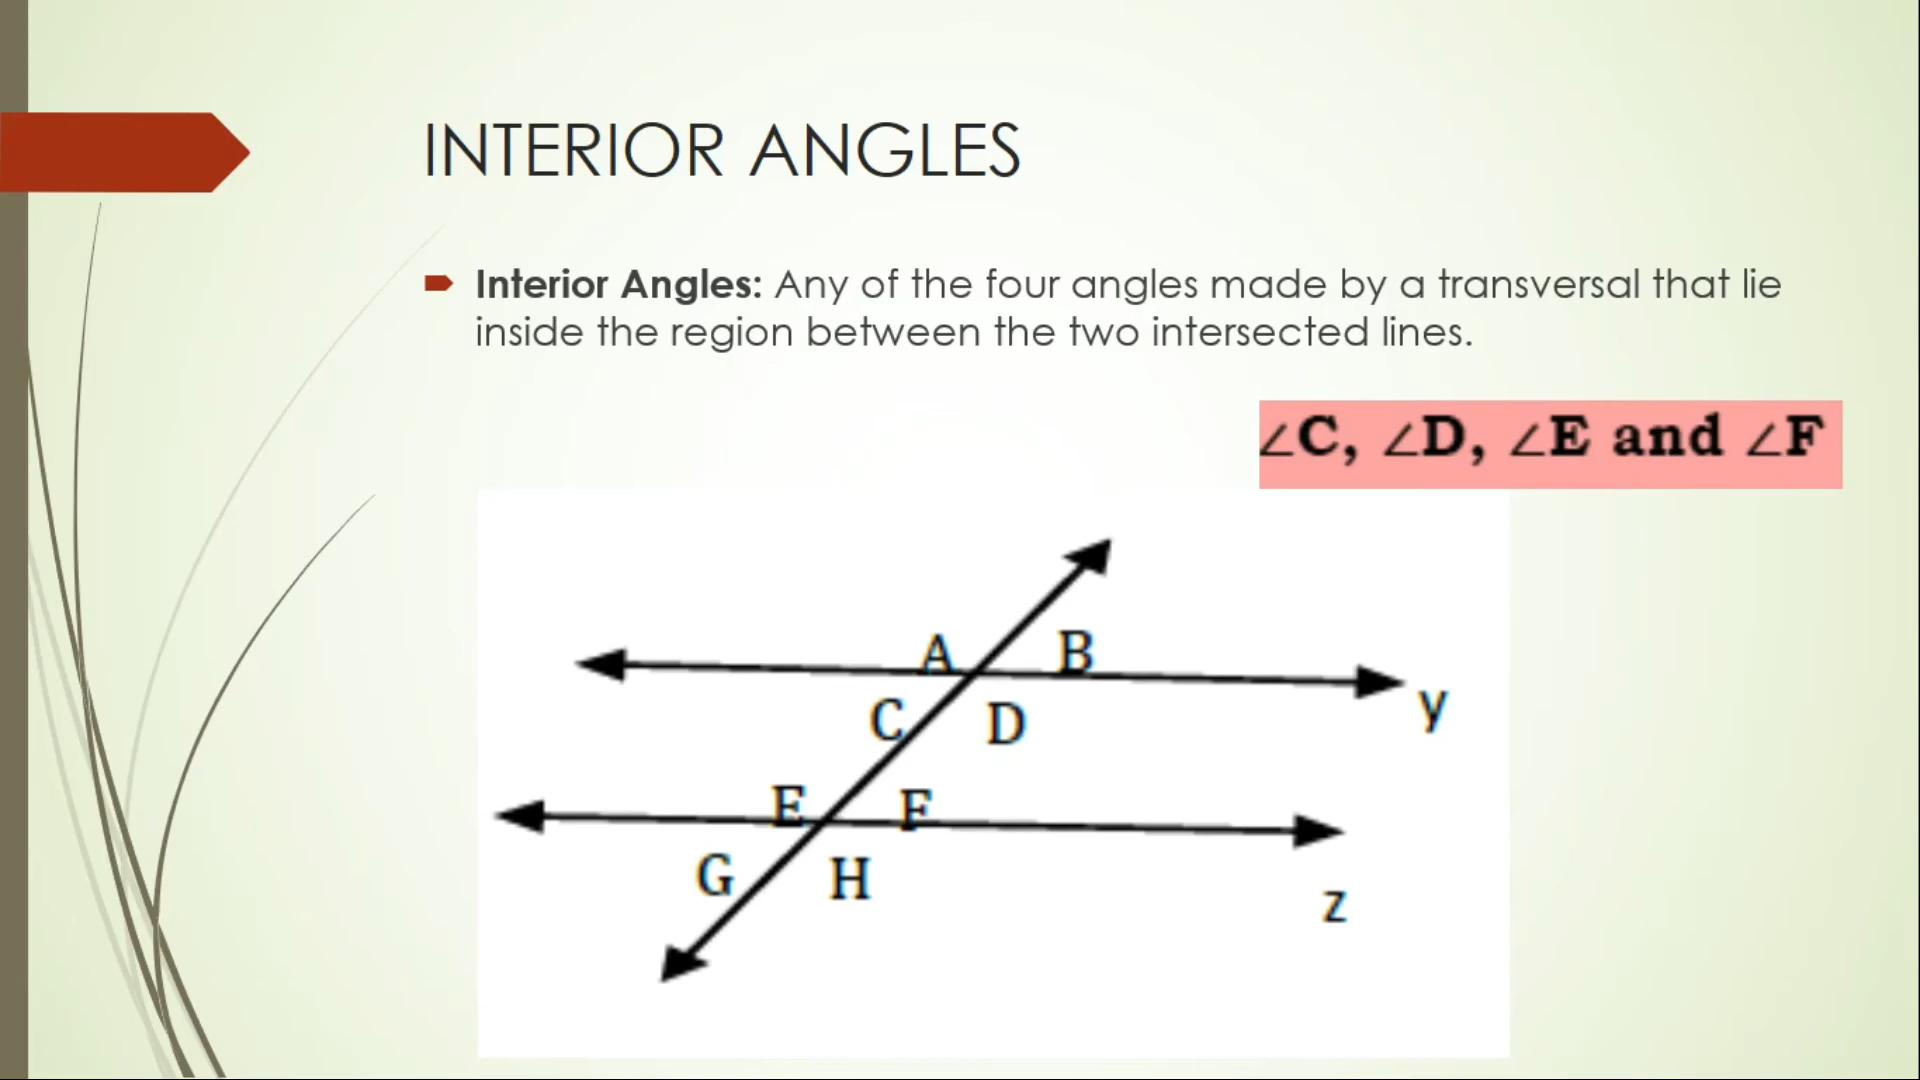 INTERIOR ANGLES
Interior Angles: Any of the four angles made by a transversal that lie
inside the region between the two intersected lines.
∠C, ∠D, ∠E and ∠F
A B
y
C D
E F
G H
z